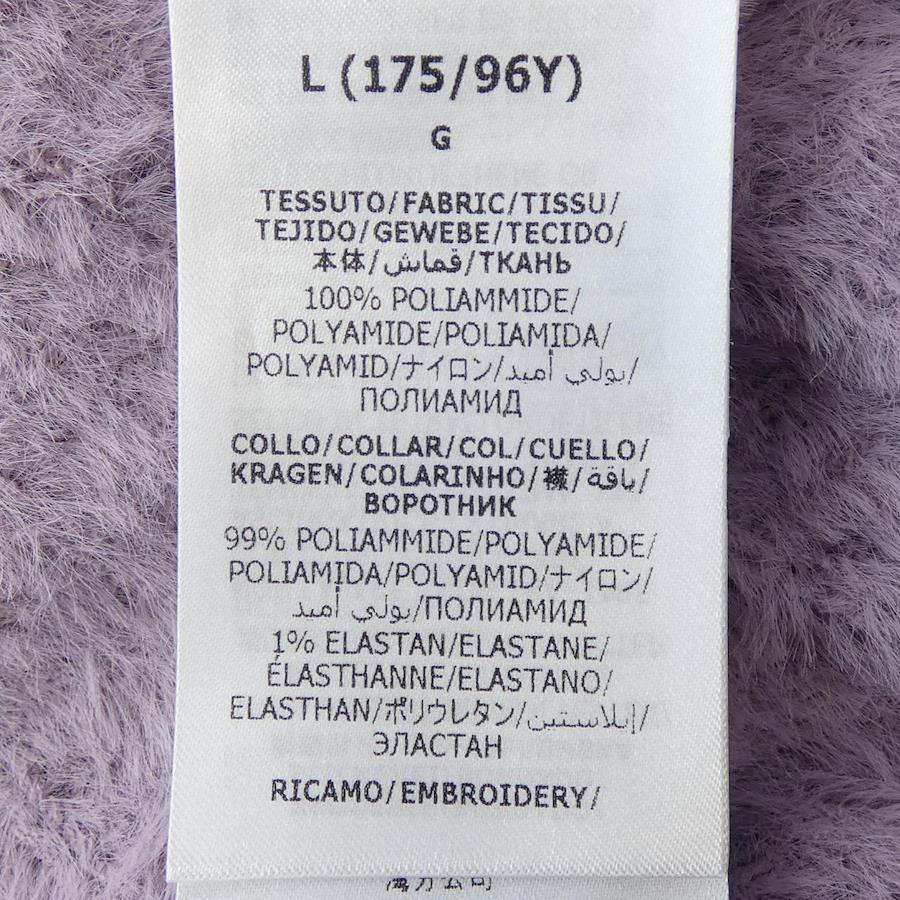 L (175/96Y)
G
TESSUTO/FABRIC/TISSU/
TEJIDO/GEWEBE/TECIDO/
本体/قماش/ТКАНЬ
100% POLIAMMIDE/
POLYAMIDE/POLIAMIDA/
POLYAMID/ナイロン/بولي أميد/
ПОЛИАМИД
COLLO/COLLAR/COL/CUELLO/
KRAGEN/COLARINHO/襟/ياقة/
ВОРОТНИК
99% POLIAMMIDE/POLYAMIDE/
POLIAMIDA/POLYAMID/ナイロン/
بولي أميد/ПОЛИАМИД
1% ELASTAN/ELASTANE/
ÉLASTHANNE/ELASTANO/
ELASTHAN/ポリウレタン/إيلاستين/
ЭЛАСТАН
RICAMO/EMBROIDERY/